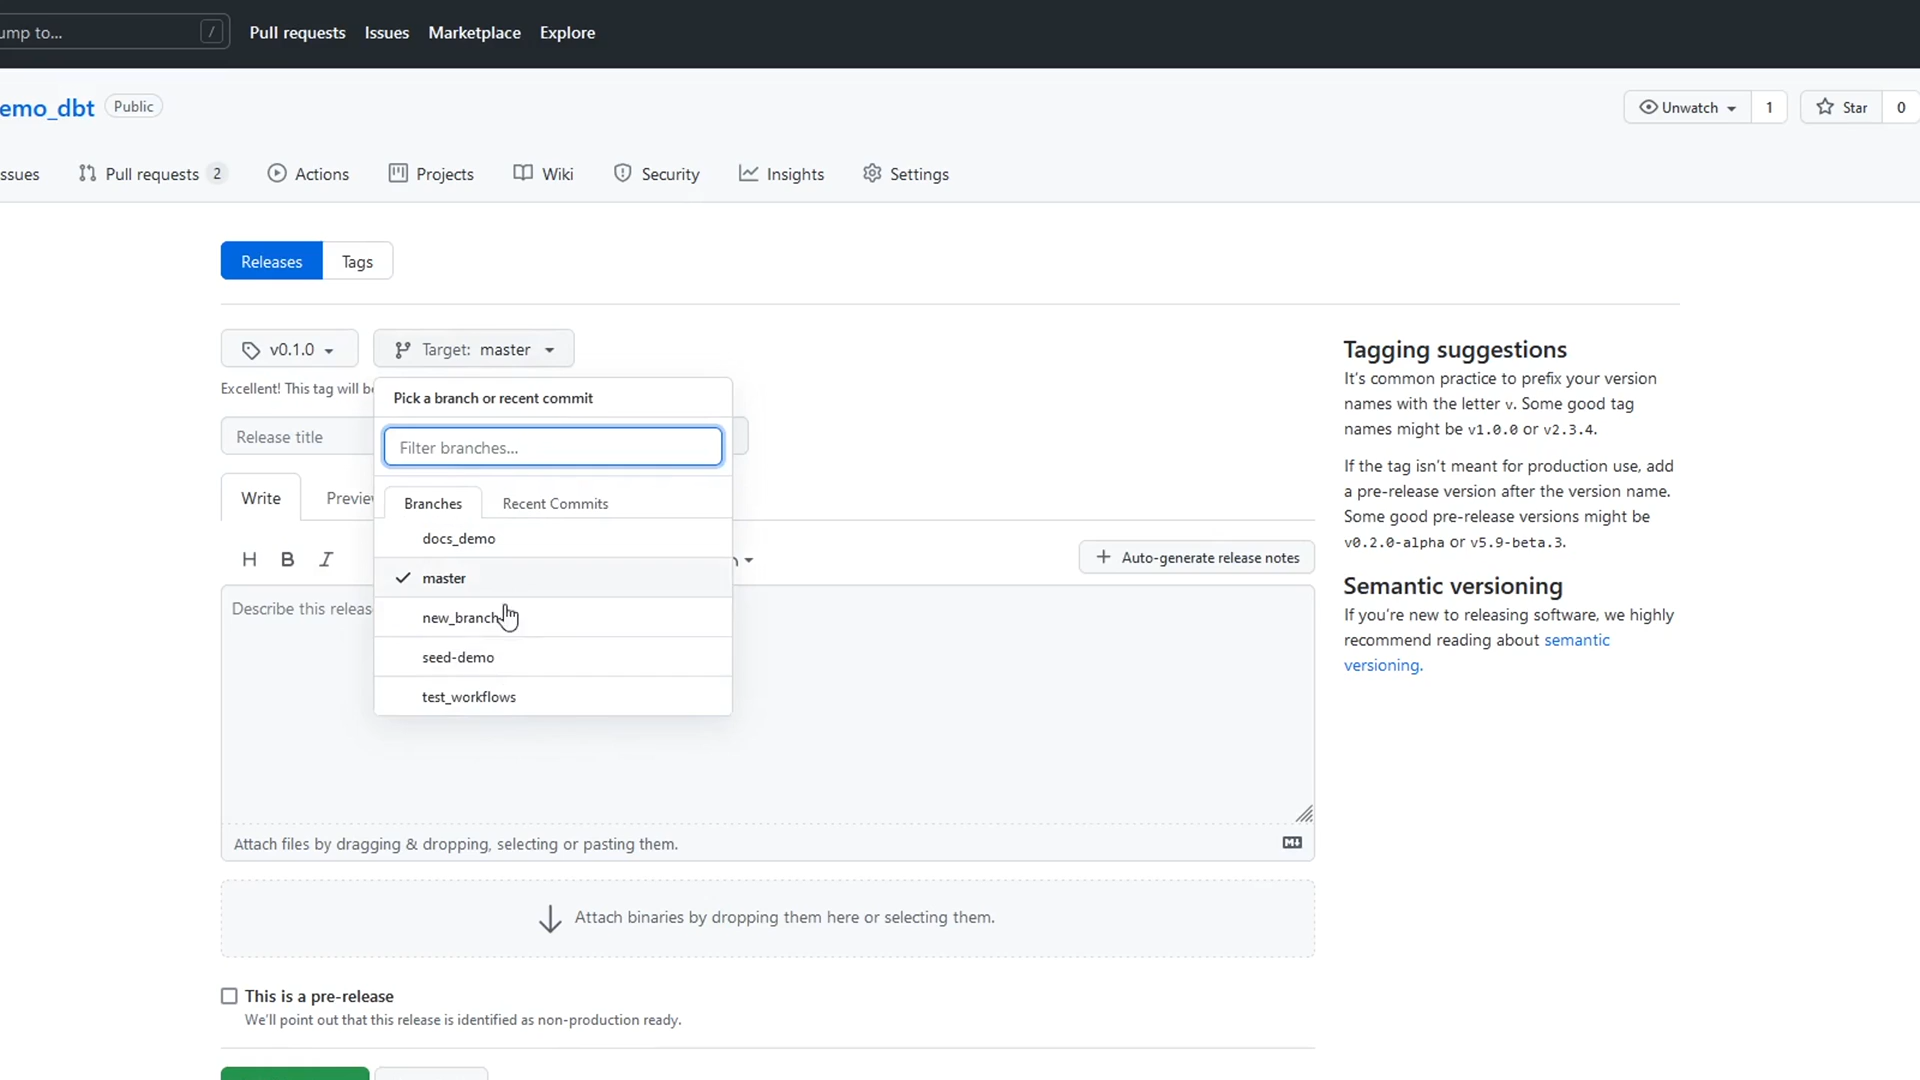 ump to... /
Pull requests Issues Marketplace Explore
emo_dbt Public
Unwatch 1 Star 0
ssues Pull requests 2 Actions Projects Wiki Security Insights Settings
Releases Tags
v0.1.0 Target: master
Excellent! This tag will be
Pick a branch or recent commit
Release title
Filter branches...
Write Preview
Branches Recent Commits
docs_demo
H B I
Auto-generate release notes
master
Describe this releas
new_branch
seed-demo
test_workflows
Attach files by dragging & dropping, selecting or pasting them.
Attach binaries by dropping them here or selecting them.
This is a pre-release
We'll point out that this release is identified as non-production ready.
Tagging suggestions
It's common practice to prefix your version
names with the letter v. Some good tag
names might be v1.0.0 or v2.3.4.
If the tag isn't meant for production use, add
a pre-release version after the version name.
Some good pre-release versions might be
v0.2.0-alpha or v5.9-beta.3.
Semantic versioning
If you're new to releasing software, we highly
recommend reading about semantic
versioning.